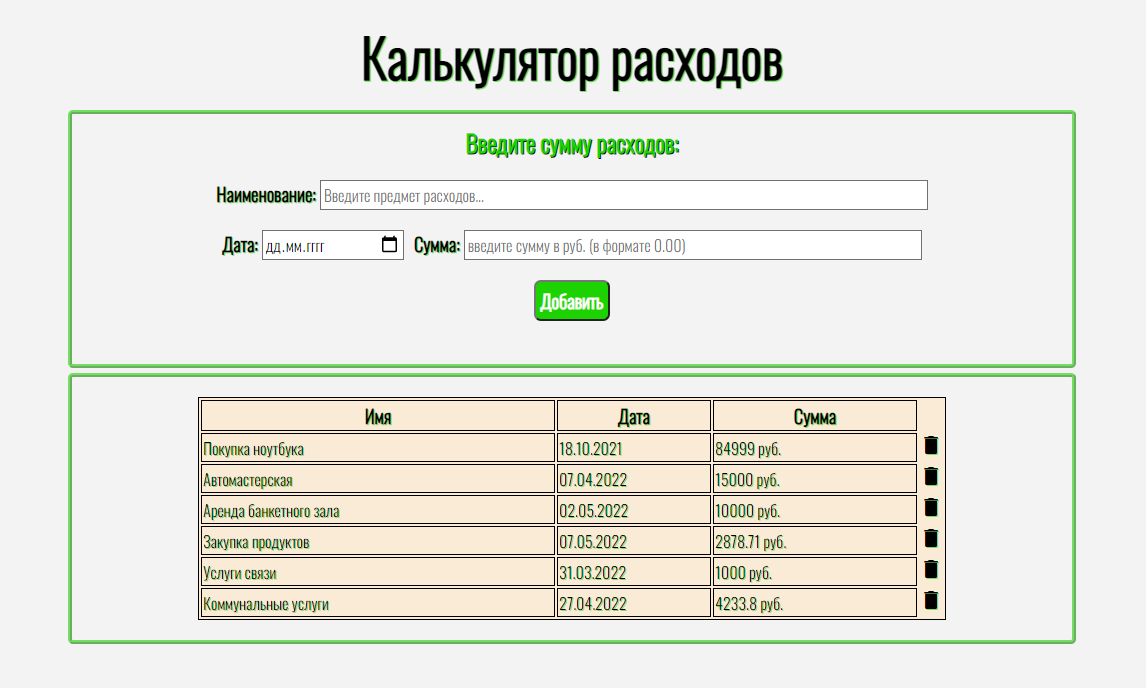 Калькулятор расходов
Введите сумму расходов:
Наименование: Введите предмет расходов...
Дата: дд.мм.гггг Сумма: введите сумму в руб. (в формате 0.00)
Добавить
Имя Дата Сумма
Покупка ноутбука 18.10.2021 84999 руб.
Автомастерская 07.04.2022 15000 руб.
Аренда банкетного зала 02.05.2022 10000 руб.
Закупка продуктов 07.05.2022 2878.71 руб.
Услуги связи 31.03.2022 1000 руб.
Коммунальные услуги 27.04.2022 4233.8 руб.